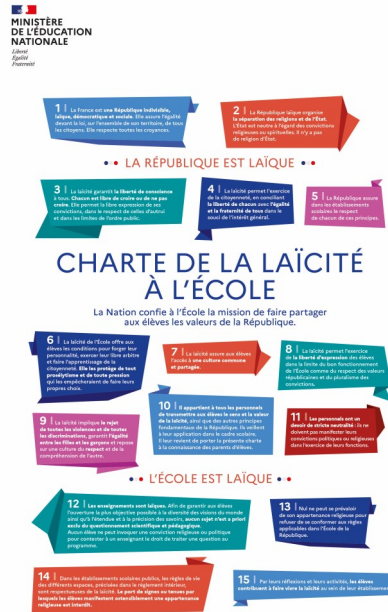 MINISTÈRE
DE L'ÉDUCATION
NATIONALE
Liberté
Égalité
Fraternité
1 | La France est une République indivisible,
laïque, démocratique et sociale. Elle assure l'égalité
devant la loi, sur l'ensemble de son territoire, de tous
les citoyens. Elle respecte toutes les croyances.
2 | La République laïque organise
la séparation des religions et de l'État.
L'État est neutre à l'égard des convictions
religieuses ou spirituelles. Il n'y a pas
de religion d'État.
•• LA RÉPUBLIQUE EST LAÏQUE ••
3 | La laïcité garantit la liberté de conscience
à tous. Chacun est libre de croire ou de ne pas
croire. Elle permet la libre expression de ses
convictions, dans le respect de celles d'autrui
et dans les limites de l'ordre public.
4 | La laïcité permet l'exercice
de la citoyenneté, en conciliant
la liberté de chacun avec l'égalité
et la fraternité de tous dans le
souci de l'intérêt général.
5 | La République assure
dans les établissements
scolaires le respect
de chacun de ces principes.
CHARTE DE LA LAÏCITÉ
À L'ÉCOLE
La Nation confie à l'École la mission de faire partager
aux élèves les valeurs de la République.
6 | La laïcité de l'École offre aux
élèves les conditions pour forger leur
personnalité, exercer leur libre arbitre
et faire l'apprentissage de la
citoyenneté. Elle les protège de tout
prosélytisme et de toute pression
qui les empêcheraient de faire leurs
propres choix.
7 | La laïcité assure aux élèves
l'accès à une culture commune
et partagée.
8 | La laïcité permet l'exercice
de la liberté d'expression des élèves
dans la limite du bon fonctionnement
de l'École comme du respect des valeurs
républicaines et du pluralisme des
convictions.
9 | La laïcité implique le rejet
de toutes les violences et de toutes
les discriminations, garantit l'égalité
entre les filles et les garçons et repose
sur une culture du respect et de la
compréhension de l'autre.
10 | Il appartient à tous les personnels
de transmettre aux élèves le sens et la valeur
de la laïcité, ainsi que des autres principes
fondamentaux de la République. Ils veillent
à leur application dans le cadre scolaire.
Il leur revient de porter la présente charte
à la connaissance des parents d'élèves.
11 | Les personnels ont un
devoir de stricte neutralité : ils ne
doivent pas manifester leurs
convictions politiques ou religieuses
dans l'exercice de leurs fonctions.
•• L'ÉCOLE EST LAÏQUE ••
12 | Les enseignements sont laïques. Afin de garantir aux élèves
l'ouverture la plus objective possible à la diversité des visions du monde
ainsi qu'à l'étendue et à la précision des savoirs, aucun sujet n'est a priori
exclu du questionnement scientifique et pédagogique.
Aucun élève ne peut invoquer une conviction religieuse ou politique
pour contester à un enseignant le droit de traiter une question au
programme.
13 | Nul ne peut se prévaloir
de son appartenance religieuse pour
refuser de se conformer aux règles
applicables dans l'École de la
République.
14 | Dans les établissements scolaires publics, les règles de vie
des différents espaces, précisées dans le règlement intérieur,
sont respectueuses de la laïcité. Le port de signes ou tenues par
lesquels les élèves manifestent ostensiblement une appartenance
religieuse est interdit.
15 | Par leurs réflexions et leurs activités, les élèves
contribuent à faire vivre la laïcité au sein de leur établissement.